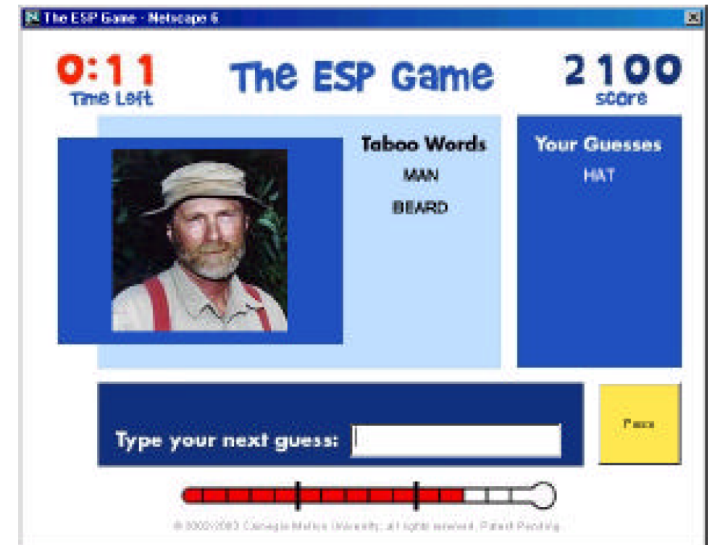 The ESP Game - Netscape 6
0:11
Time Left
The ESP Game
2100
score
Taboo Words
MAN
BEARD
Your Guesses
HAT
Type your next guess:
Pass
© 2002-2003 Carnegie Mellon University, all rights reserved. Patent Pending.